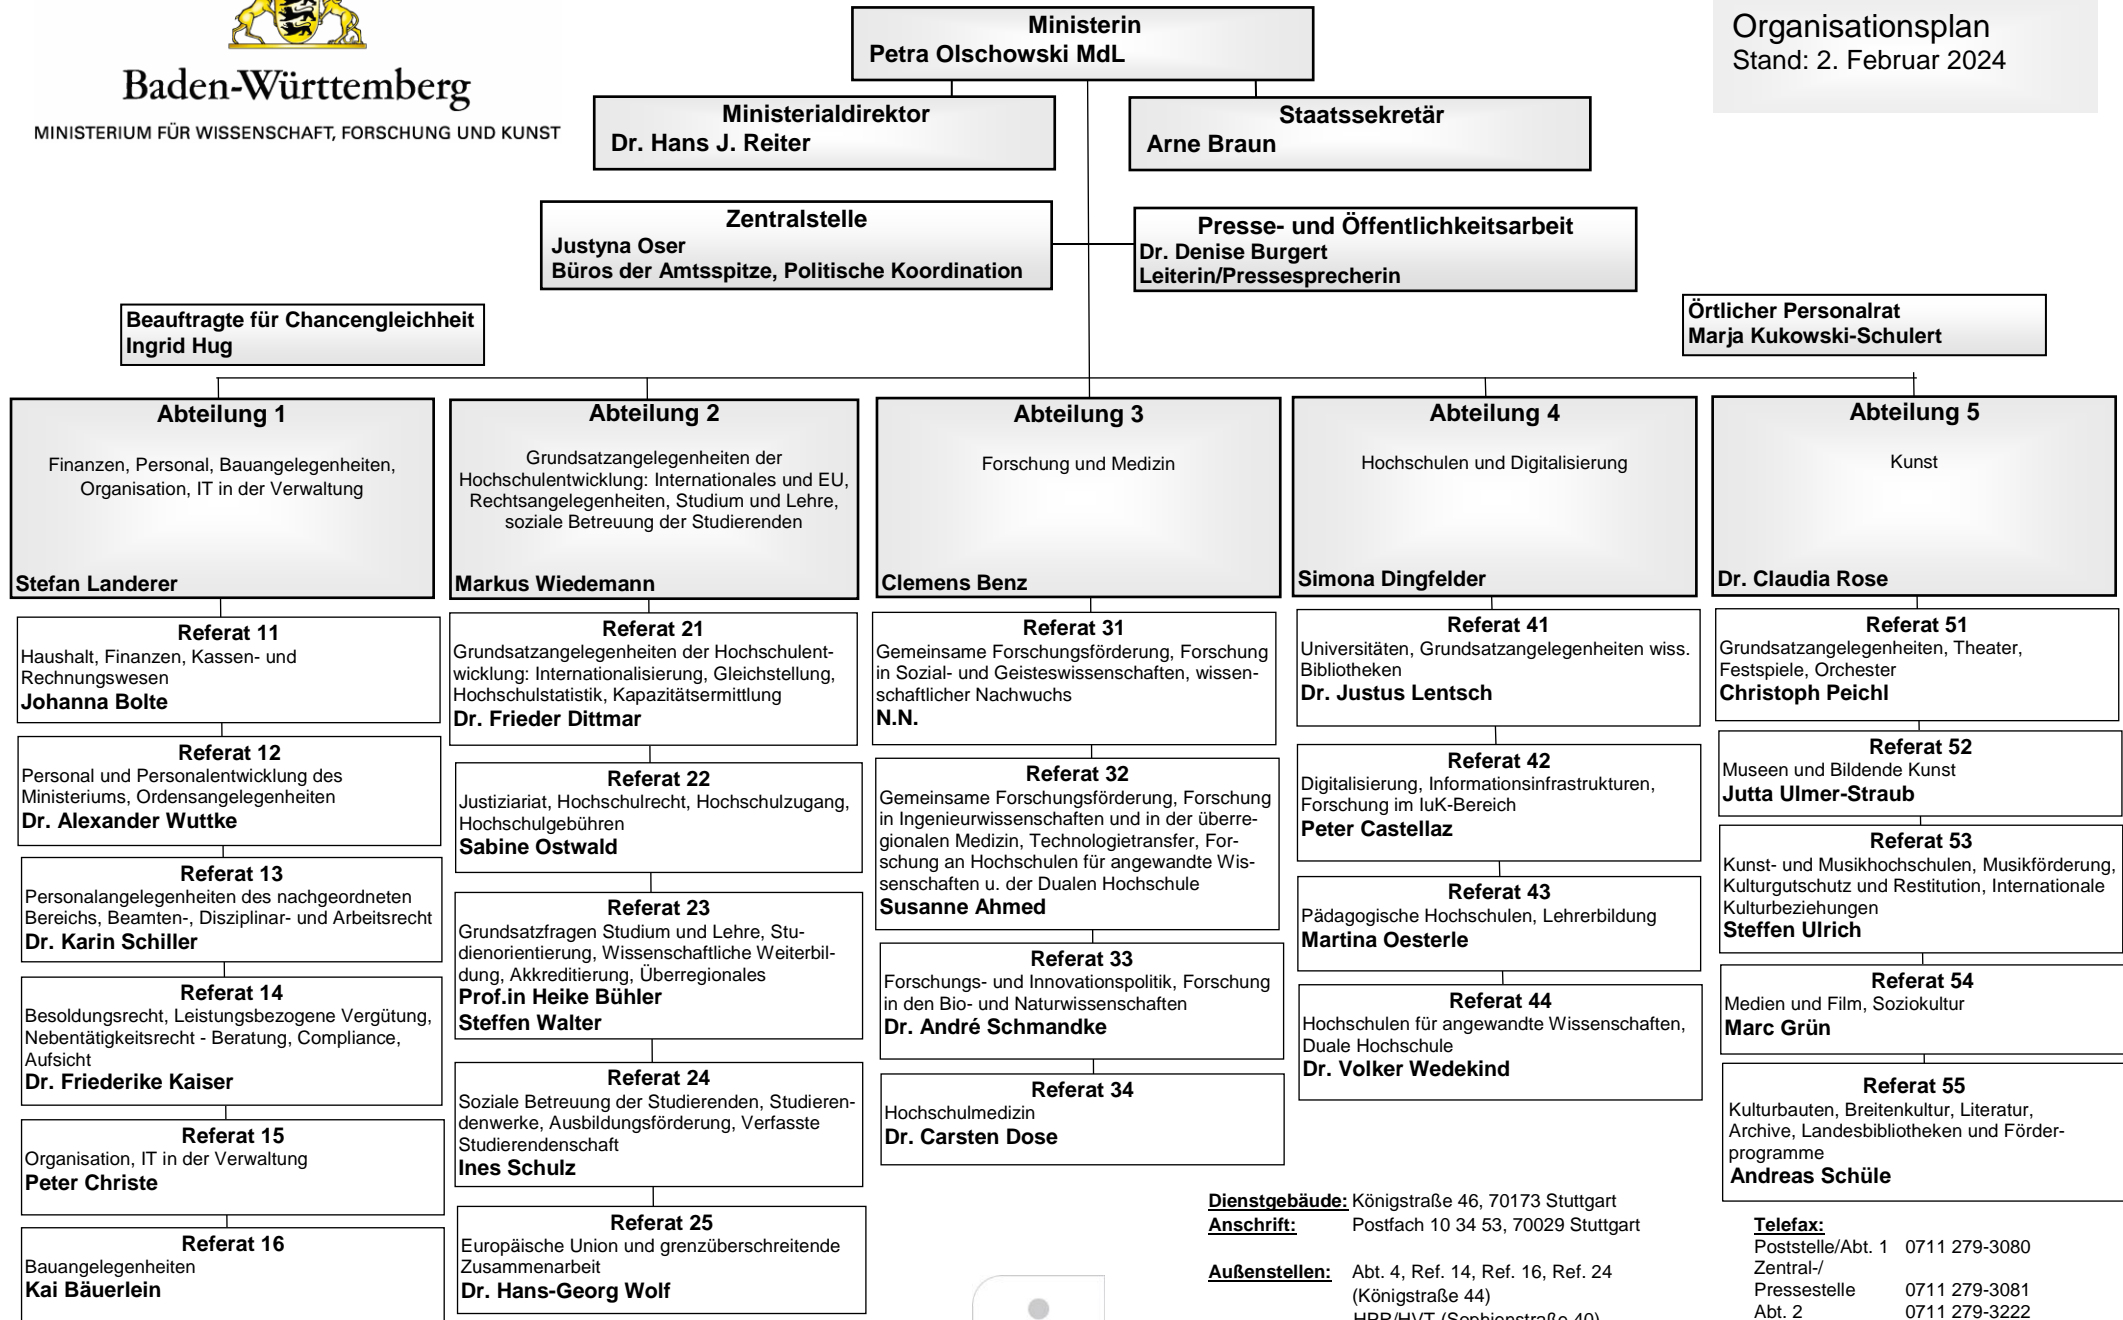 Baden-Württemberg
MINISTERIUM FÜR WISSENSCHAFT, FORSCHUNG UND KUNST
Ministerin
Petra Olschowski MdL
Organisationsplan
Stand: 2. Februar 2024
Ministerialdirektor
Dr. Hans J. Reiter
Staatssekretär
Arne Braun
Zentralstelle
Justyna Oser
Büros der Amtsspitze, Politische Koordination
Presse- und Öffentlichkeitsarbeit
Dr. Denise Burgert
Leiterin/Pressesprecherin
Beauftragte für Chancengleichheit
Ingrid Hug
Örtlicher Personalrat
Marja Kukowski-Schulert
Abteilung 1
Finanzen, Personal, Bauangelegenheiten,
Organisation, IT in der Verwaltung
Stefan Landerer
Referat 11
Haushalt, Finanzen, Kassen- und
Rechnungswesen
Johanna Bolte
Referat 12
Personal und Personalentwicklung des
Ministeriums, Ordensangelegenheiten
Dr. Alexander Wuttke
Referat 13
Personalangelegenheiten des nachgeordneten
Bereichs, Beamten-, Disziplinar- und Arbeitsrecht
Dr. Karin Schiller
Referat 14
Besoldungsrecht, Leistungsbezogene Vergütung,
Nebentätigkeitsrecht - Beratung, Compliance,
Aufsicht
Dr. Friederike Kaiser
Referat 15
Organisation, IT in der Verwaltung
Peter Christe
Referat 16
Bauangelegenheiten
Kai Bäuerlein
Abteilung 2
Grundsatzangelegenheiten der
Hochschulentwicklung: Internationales und EU,
Rechtsangelegenheiten, Studium und Lehre,
soziale Betreuung der Studierenden
Markus Wiedemann
Referat 21
Grundsatzangelegenheiten der Hochschulent-
wicklung: Internationalisierung, Gleichstellung,
Hochschulstatistik, Kapazitätsermittlung
Dr. Frieder Dittmar
Referat 22
Justiziariat, Hochschulrecht, Hochschulzugang,
Hochschulgebühren
Sabine Ostwald
Referat 23
Grundsatzfragen Studium und Lehre, Stu-
dienorientierung, Wissenschaftliche Weiterbil-
dung, Akkreditierung, Überregionales
Prof.in Heike Bühler
Steffen Walter
Referat 24
Soziale Betreuung der Studierenden, Studieren-
denwerke, Ausbildungsförderung, Verfasste
Studierendenschaft
Ines Schulz
Referat 25
Europäische Union und grenzüberschreitende
Zusammenarbeit
Dr. Hans-Georg Wolf
Abteilung 3
Forschung und Medizin
Clemens Benz
Referat 31
Gemeinsame Forschungsförderung, Forschung
in Sozial- und Geisteswissenschaften, wissen-
schaftlicher Nachwuchs
N.N.
Referat 32
Gemeinsame Forschungsförderung, Forschung
in Ingenieurwissenschaften und in der überre-
gionalen Medizin, Technologietransfer, For-
schung an Hochschulen für angewandte Wis-
senschaften u. der Dualen Hochschule
Susanne Ahmed
Referat 33
Forschungs- und Innovationspolitik, Forschung
in den Bio- und Naturwissenschaften
Dr. André Schmandke
Referat 34
Hochschulmedizin
Dr. Carsten Dose
Abteilung 4
Hochschulen und Digitalisierung
Simona Dingfelder
Referat 41
Universitäten, Grundsatzangelegenheiten wiss.
Bibliotheken
Dr. Justus Lentsch
Referat 42
Digitalisierung, Informationsinfrastrukturen,
Forschung im IuK-Bereich
Peter Castellaz
Referat 43
Pädagogische Hochschulen, Lehrerbildung
Martina Oesterle
Referat 44
Hochschulen für angewandte Wissenschaften,
Duale Hochschule
Dr. Volker Wedekind
Abteilung 5
Kunst
Dr. Claudia Rose
Referat 51
Grundsatzangelegenheiten, Theater,
Festspiele, Orchester
Christoph Peichl
Referat 52
Museen und Bildende Kunst
Jutta Ulmer-Straub
Referat 53
Kunst- und Musikhochschulen, Musikförderung,
Kulturgutschutz und Restitution, Internationale
Kulturbeziehungen
Steffen Ulrich
Referat 54
Medien und Film, Soziokultur
Marc Grün
Referat 55
Kulturbauten, Breitenkultur, Literatur,
Archive, Landesbibliotheken und Förder-
programme
Andreas Schüle
Dienstgebäude: Königstraße 46, 70173 Stuttgart
Anschrift: Postfach 10 34 53, 70029 Stuttgart
Außenstellen: Abt. 4, Ref. 14, Ref. 16, Ref. 24
(Königstraße 44)
HPR/HVT (Sophienstraße 40)
Telefax:
Poststelle/Abt. 1 0711 279-3080
Zentral-/
Pressestelle 0711 279-3081
Abt. 2 0711 279-3222